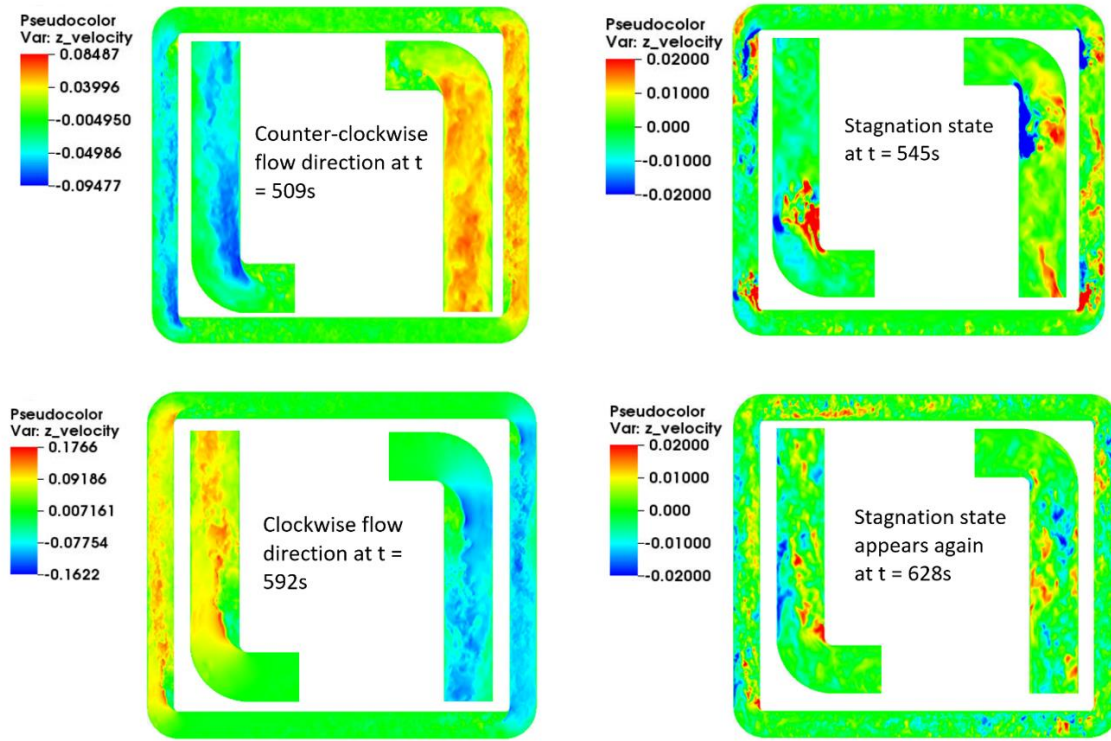 Pseudocolor
Var: z_velocity
0.08487
0.03996
-0.004950
-0.04986
-0.09477
Counter-clockwise
flow direction at t
= 509s
Pseudocolor
Var: z_velocity
0.02000
0.01000
0.000
-0.01000
-0.02000
Stagnation state
at t = 545s
Pseudocolor
Var: z_velocity
0.1766
0.09186
0.007161
-0.07754
-0.1622
Clockwise flow
direction at t =
592s
Pseudocolor
Var: z_velocity
0.02000
0.01000
0.000
-0.01000
-0.02000
Stagnation state
appears again
at t = 628s